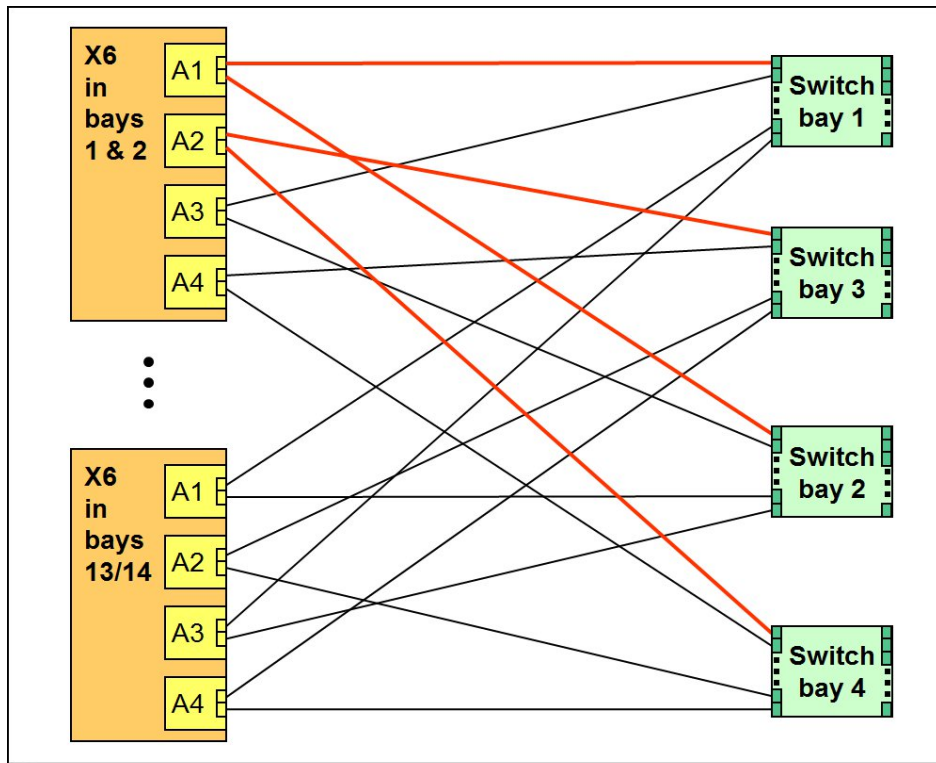 X6
in
bays
1 & 2
A1
A2
A3
A4
X6
in
bays
13/14
A1
A2
A3
A4
Switch
bay 1
Switch
bay 3
Switch
bay 2
Switch
bay 4